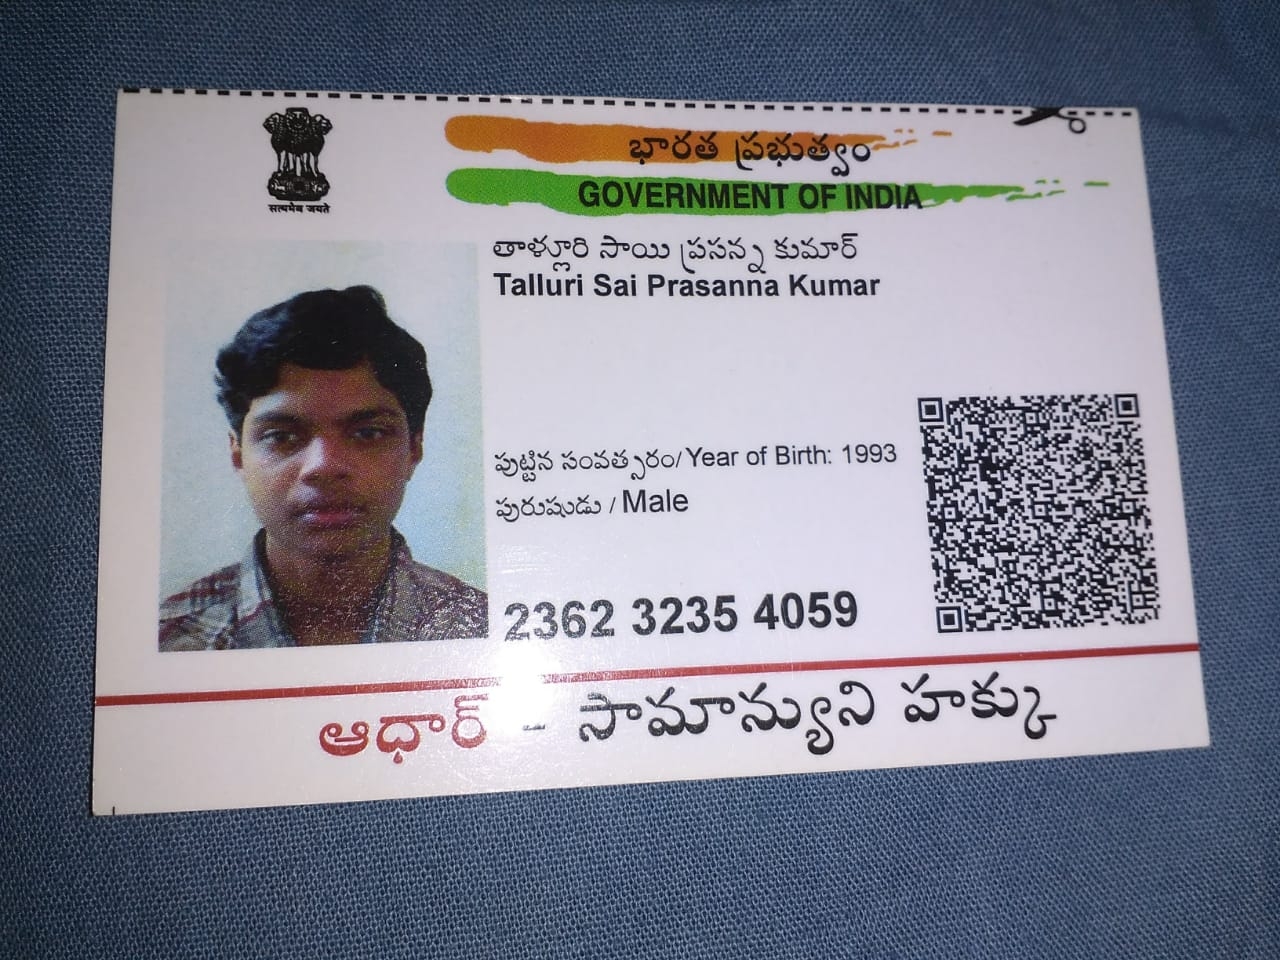 భారత ప్రభుత్వం
GOVERNMENT OF INDIA
सत्यमेव जयते
తాళ్లూరి సాయి ప్రసన్న కుమార్
Talluri Sai Prasanna Kumar
పుట్టిన సంవత్సరం/ Year of Birth: 1993
పురుషుడు / Male
2362 3235 4059
ఆధార్ - సామాన్యుని హక్కు